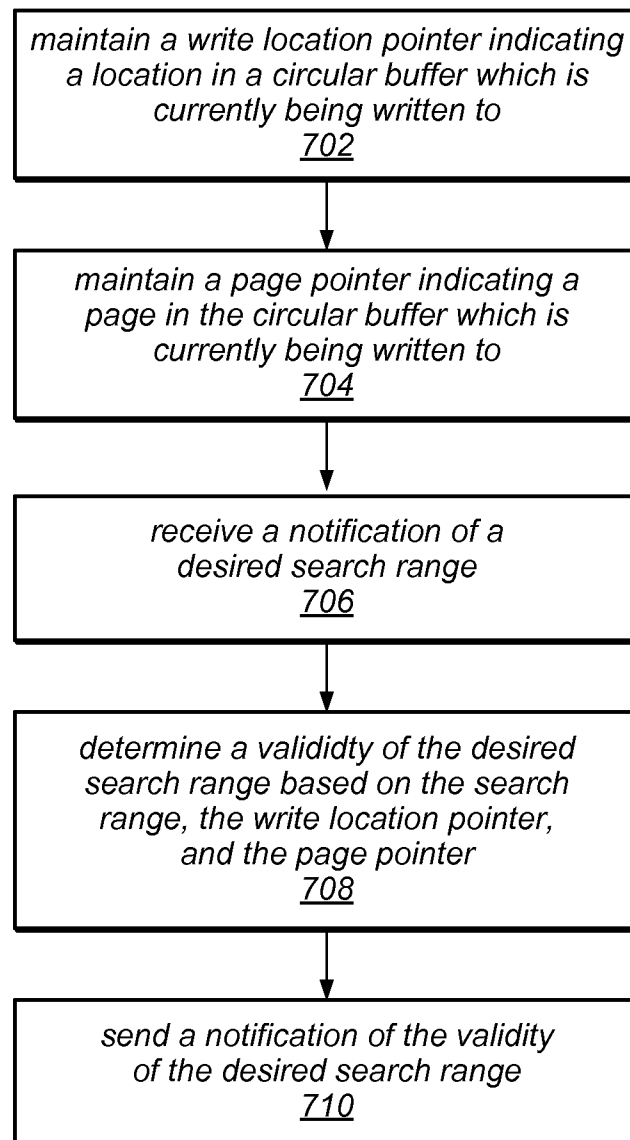 maintain a write location pointer indicating
a location in a circular buffer which is
currently being written to
702
maintain a page pointer indicating a
page in the circular buffer which is
currently being written to
704
receive a notification of a
desired search range
706
determine a valididty of the desired
search range based on the search
range, the write location pointer,
and the page pointer
708
send a notification of the validity
of the desired search range
710